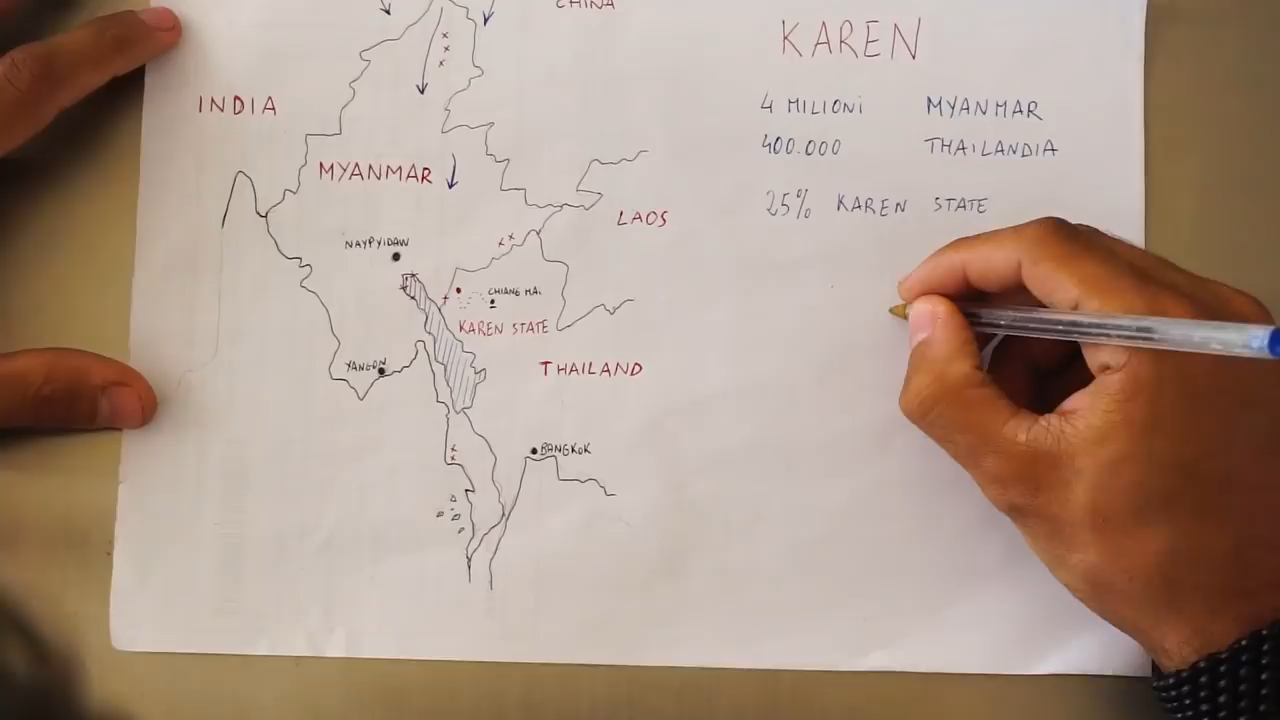 CHINA
INDIA
MYANMAR
LAOS
NAYPYIDAW
CHIANG MAI
KAREN STATE
YANGON
THAILAND
BANGKOK
KAREN
4 MILIONI MYANMAR
400.000 THAILANDIA
25% KAREN STATE